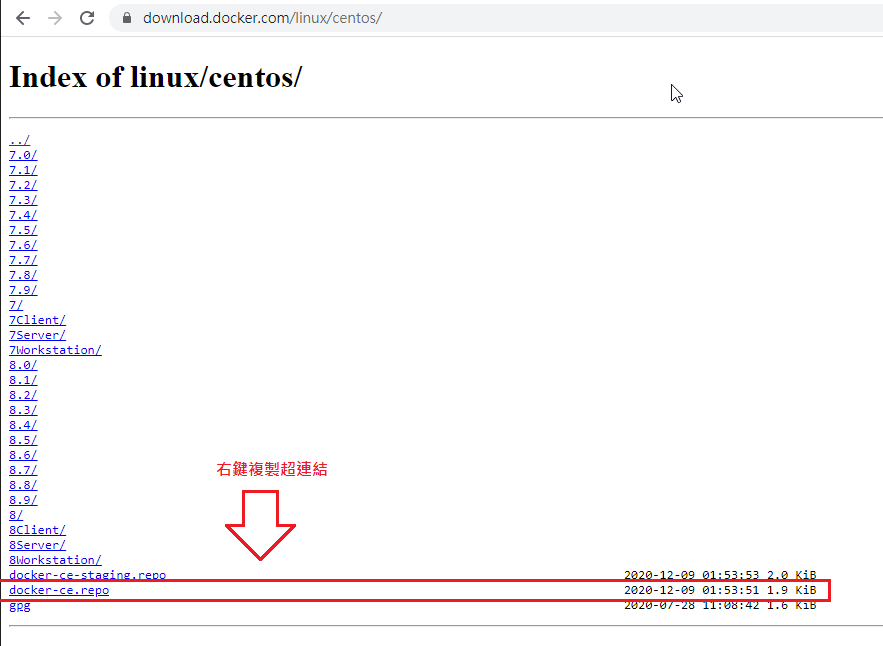 download.docker.com/linux/centos/
Index of linux/centos/
../
7.0/
7.1/
7.2/
7.3/
7.4/
7.5/
7.6/
7.7/
7.8/
7.9/
7/
7Client/
7Server/
7Workstation/
8.0/
8.1/
8.2/
8.3/
8.4/
8.5/
8.6/
右鍵複製超連結
8.7/
8.8/
8.9/
8/
8Client/
8Server/
8Workstation/
docker-ce-staging.repo 2020-12-09 01:53:53 2.0 KiB
docker-ce.repo 2020-12-09 01:53:51 1.9 KiB
gpg 2020-07-28 11:08:42 1.6 KiB